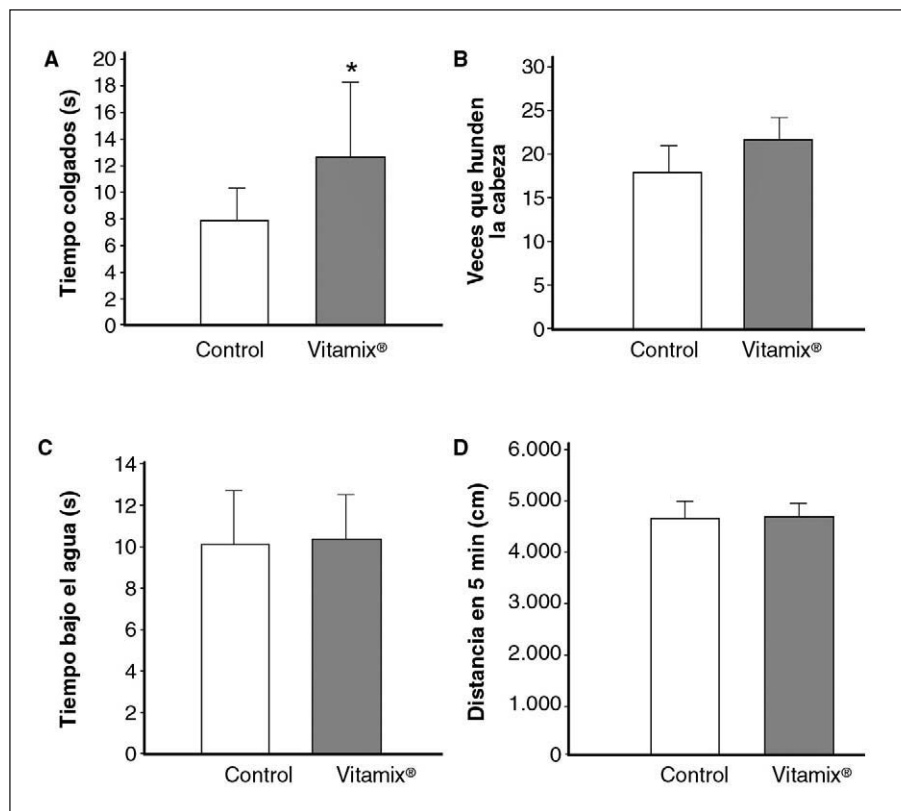 A
Tiempo colgados (s)
20
18
16
14
12
10
8
6
4
2
0
*
Control
Vitamix®
B
Veces que hunden
la cabeza
30
25
20
15
10
5
0
Control
Vitamix®
C
Tiempo bajo el agua (s)
14
12
10
8
6
4
2
0
Control
Vitamix®
D
Distancia en 5 min (cm)
6.000
5.000
4.000
3.000
2.000
1.000
0
Control
Vitamix®